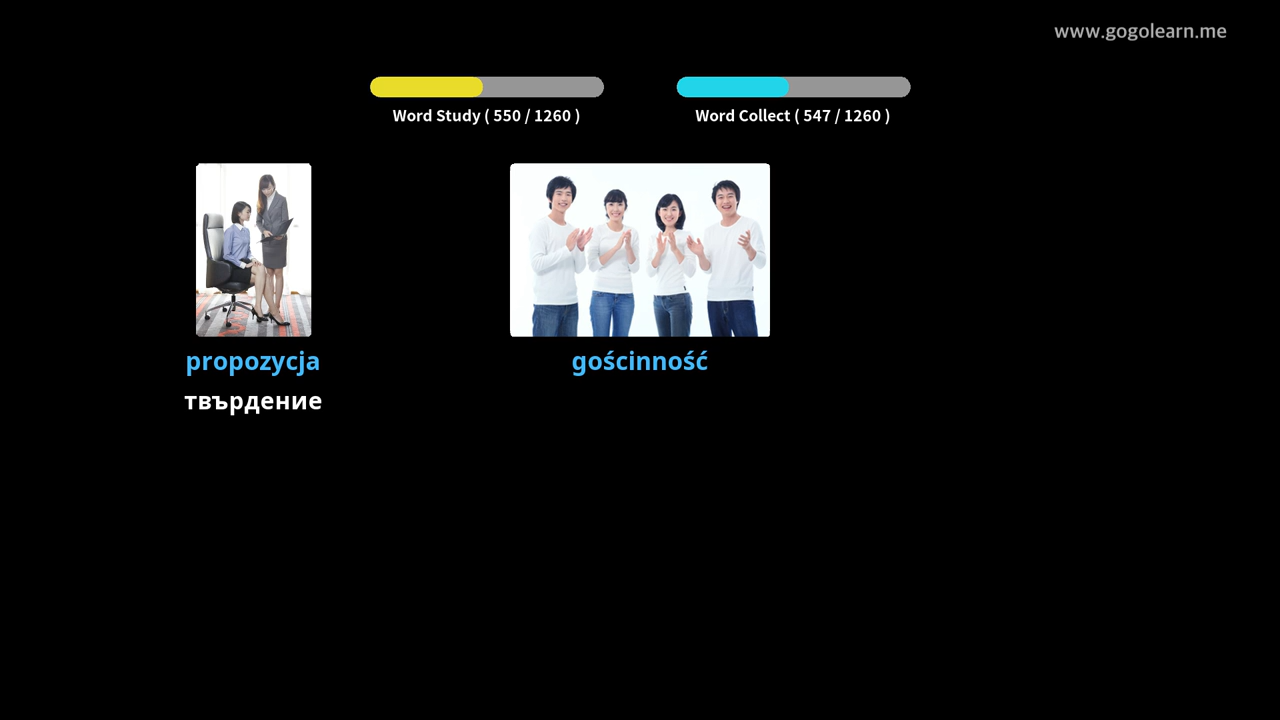 www.gogolearn.me
Word Study ( 550 / 1260 )
Word Collect ( 547 / 1260 )
propozycja
gościnność
твърдение